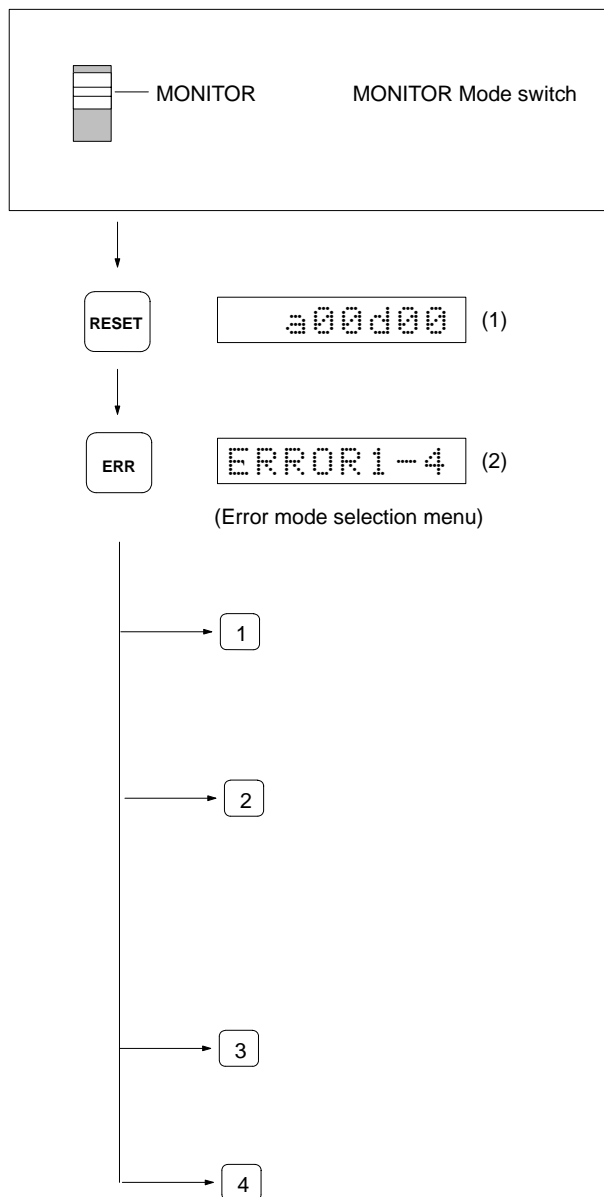 MONITOR MONITOR Mode switch
RESET a00d00 (1)
ERR ERROR1-4 (2)
(Error mode selection menu)
1
2
3
4